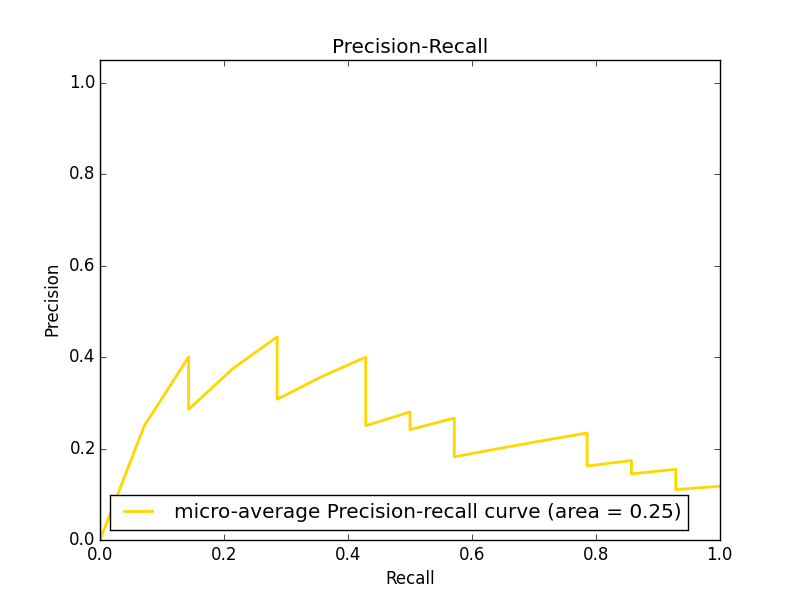 Precision-Recall
1.0
0.8
0.6
0.4
0.2
0.0
Precision
micro-average Precision-recall curve (area = 0.25)
0.0 0.2 0.4 0.6 0.8 1.0
Recall